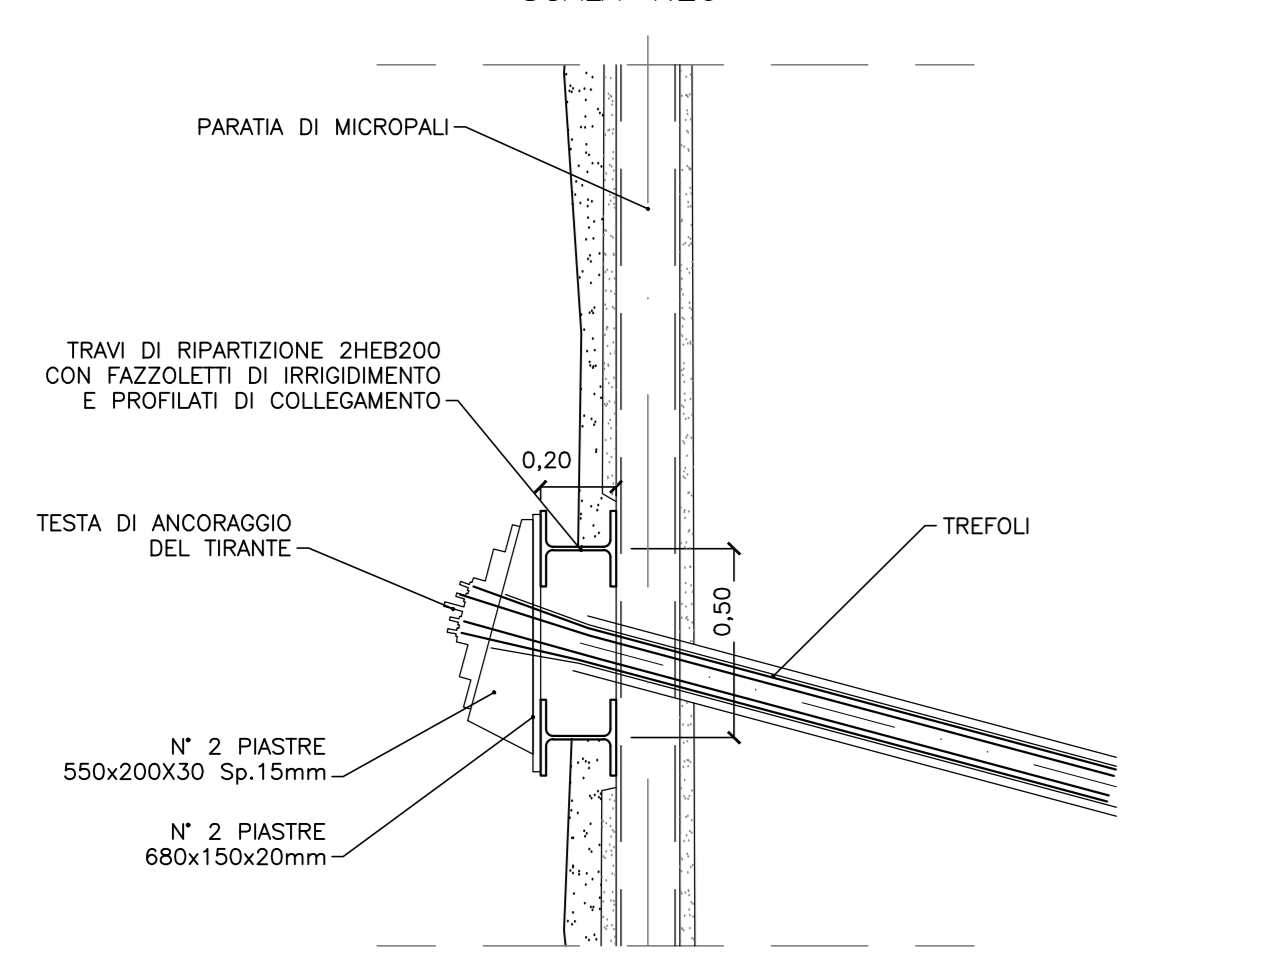 PARATIA DI MICROPALI
TRAVI DI RIPARTIZIONE 2HEB200
CON FAZZOLETTI DI IRRIGIDIMENTO
E PROFILATI DI COLLEGAMENTO
0,20
TESTA DI ANCORAGGIO
DEL TIRANTE
TREFOLI
0,50
N° 2 PIASTRE
550x200X30 Sp.15mm
N° 2 PIASTRE
680x150x20mm